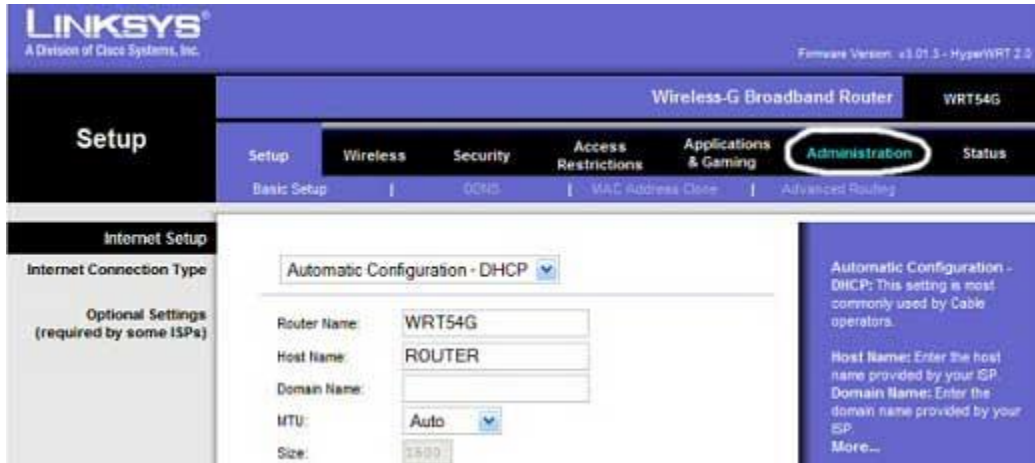 LINKSYS®
A Division of Cisco Systems, Inc.
Firmware Version: v3.01.3 - HyperWRT 2.0
Wireless-G Broadband Router WRT54G
Setup
Setup Wireless Security Access Restrictions Applications & Gaming Administration Status
Basic Setup | DDNS | MAC Address Clone | Advanced Routing
Internet Setup
Internet Connection Type
Automatic Configuration - DHCP
Optional Settings
(required by some ISPs)
Router Name: WRT54G
Host Name: ROUTER
Domain Name:
MTU: Auto
Size: 1500
Automatic Configuration -
DHCP: This setting is most
commonly used by Cable
operators.
Host Name: Enter the host
name provided by your ISP.
Domain Name: Enter the
domain name provided by your
ISP.
More...